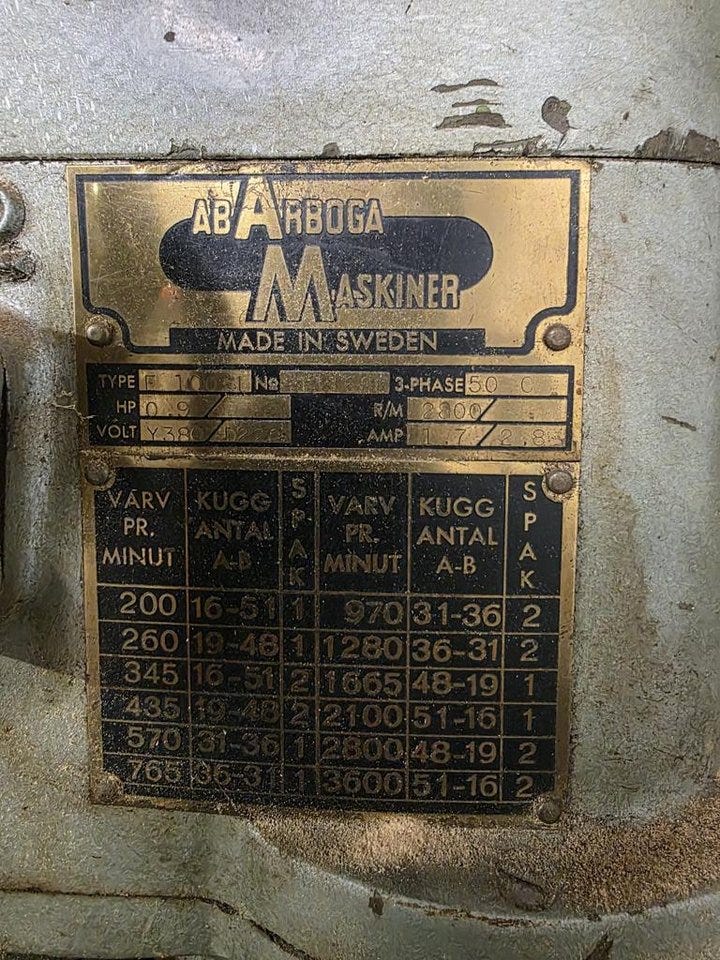 AB ARBOGA
MASKINER
MADE IN SWEDEN
TYPE No 3-PHASE 50 C
HP 0.9/ R/M 2800/
VOLT Y380/ AMP 1.7/2.8
VARV PR. MINUT KUGG ANTAL A-B SPAK VARV PR. MINUT KUGG ANTAL A-B SPAK
200 16-51 1 970 31-36 2
260 19-48 1 1280 36-31 2
345 16-51 2 1665 48-19 1
435 19-48 2 2100 51-16 1
570 31-36 1 2800 48-19 2
765 36-31 1 3600 51-16 2